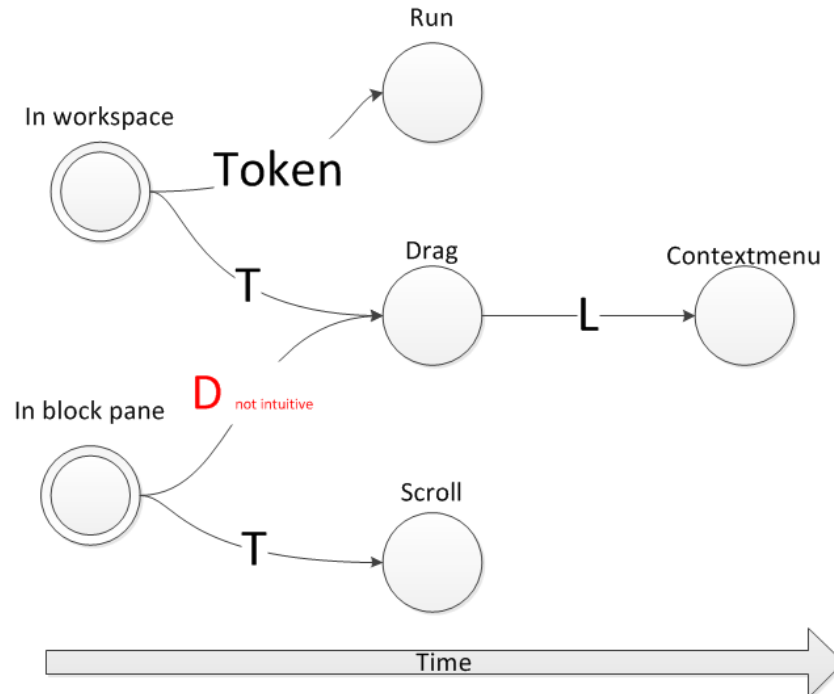 Run
In workspace
Token
Drag
Contextmenu
T
L
D not intuitive
In block pane
Scroll
T
Time